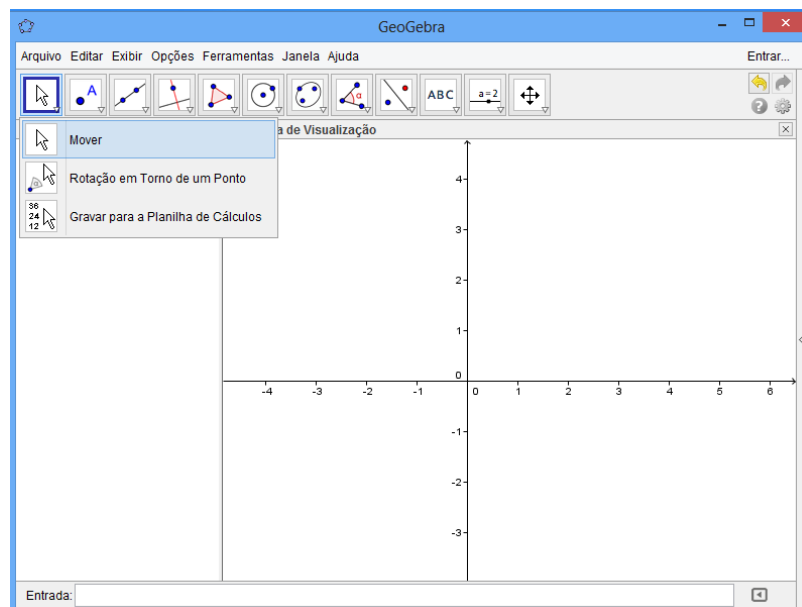 GeoGebra
Arquivo Editar Exibir Opções Ferramentas Janela Ajuda Entrar...
A α ABC a=2
a de Visualização
Mover
Rotação em Torno de um Ponto
36
24
12
Gravar para a Planilha de Cálculos
4
3
2
1
0
-4 -3 -2 -1 0 1 2 3 4 5 6
-1
-2
-3
Entrada: